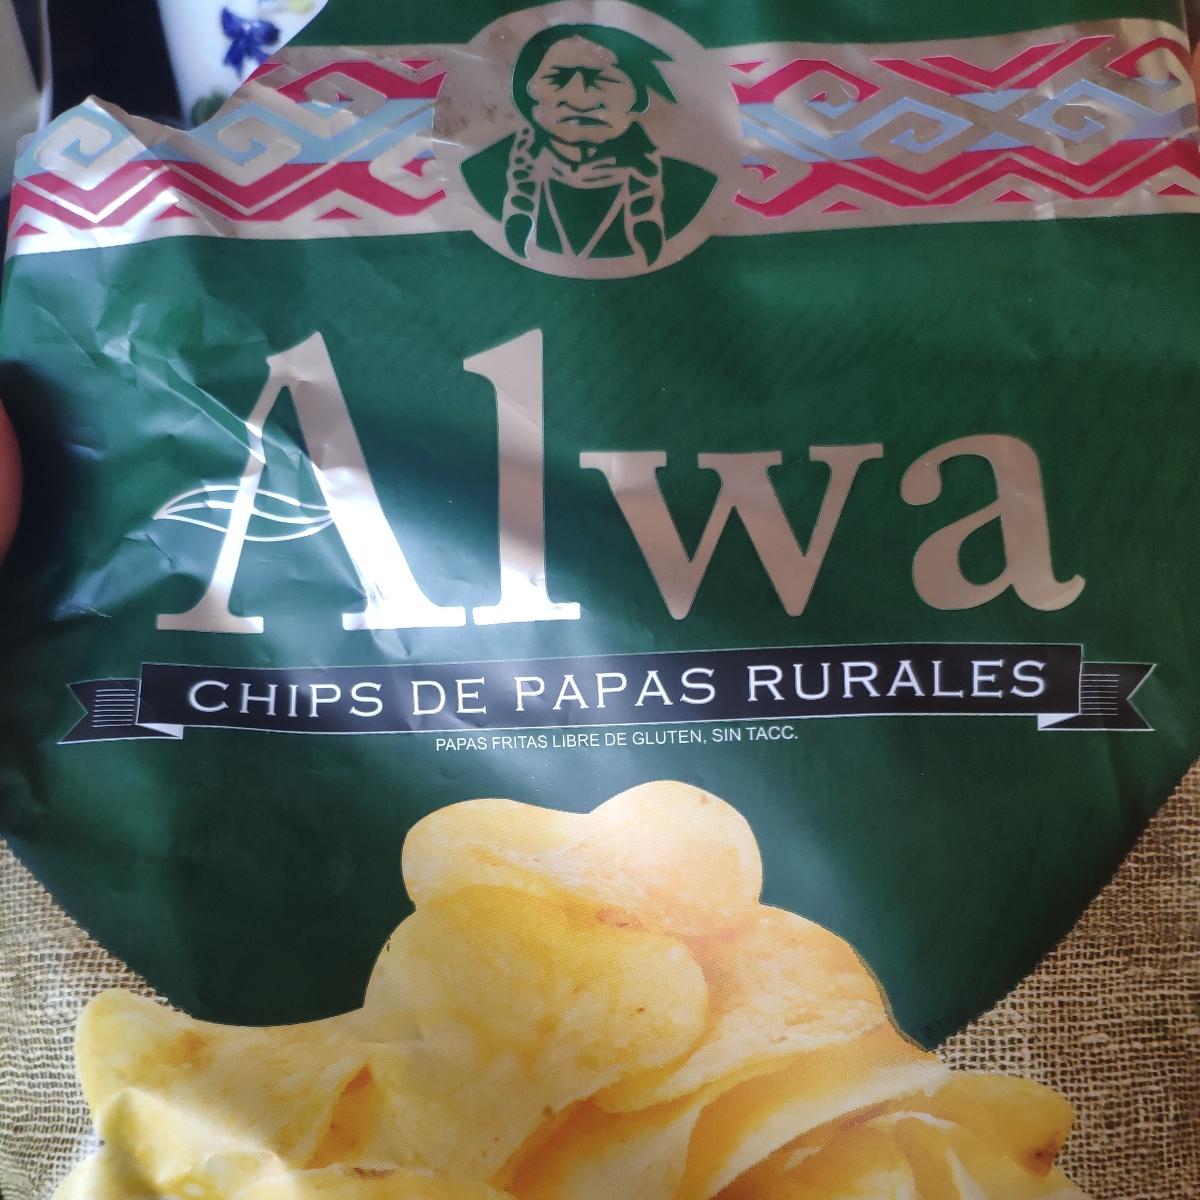 Alwa
CHIPS DE PAPAS RURALES
PAPAS FRITAS LIBRE DE GLUTEN, SIN TACC.